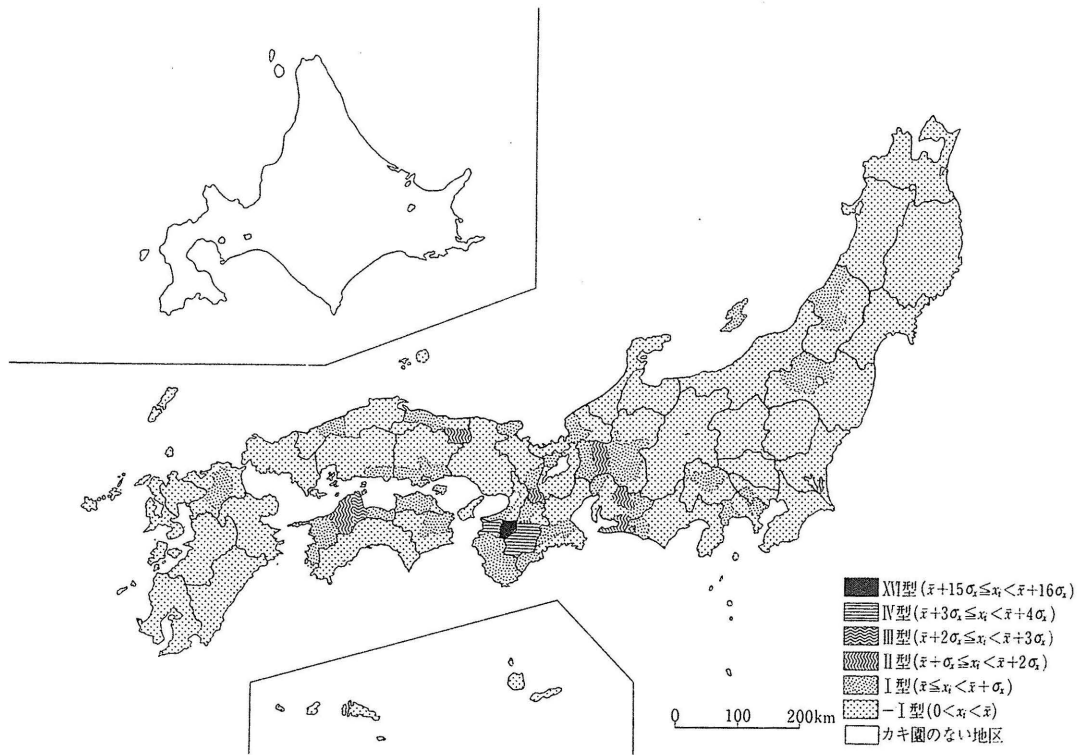 XVI型(x̄+15σₓ≦xᵢ<x̄+16σₓ)
IV型(x̄+3σₓ≦xᵢ<x̄+4σₓ)
III型(x̄+2σₓ≦xᵢ<x̄+3σₓ)
II型(x̄+σₓ≦xᵢ<x̄+2σₓ)
I型(x̄≦xᵢ<x̄+σₓ)
−I型(0<xᵢ<x̄)
カキ園のない地区
0 100 200km